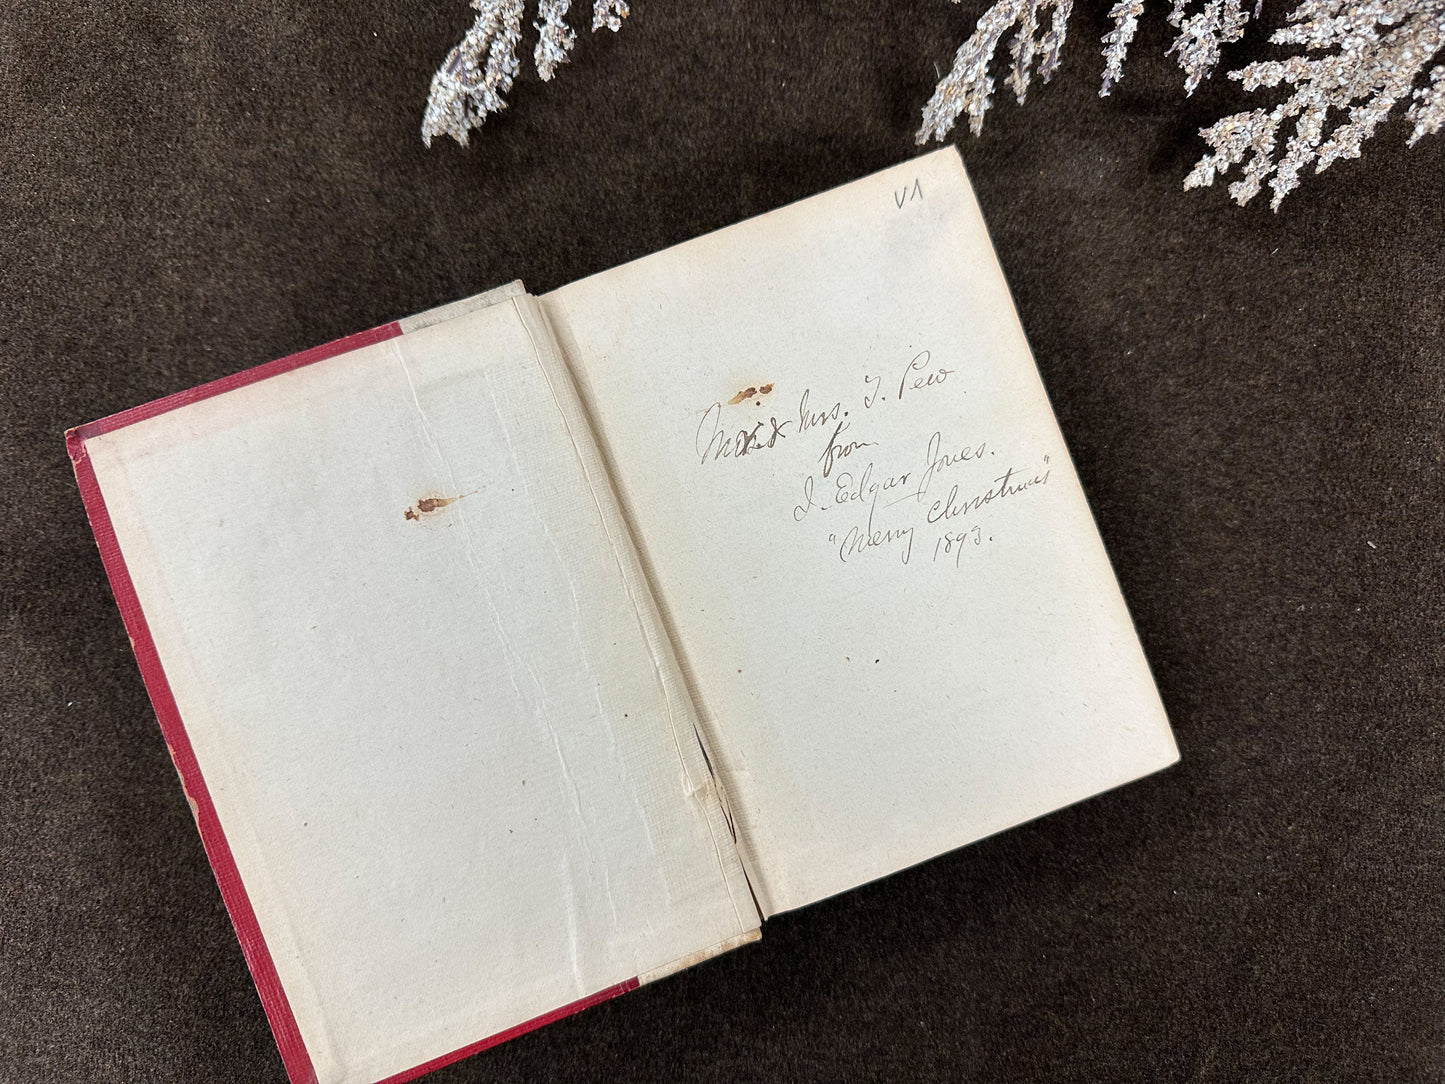 V1
Mr & Mrs. J. Pew
from
J. Edgar Jones.
"Merry Christmas"
1893.